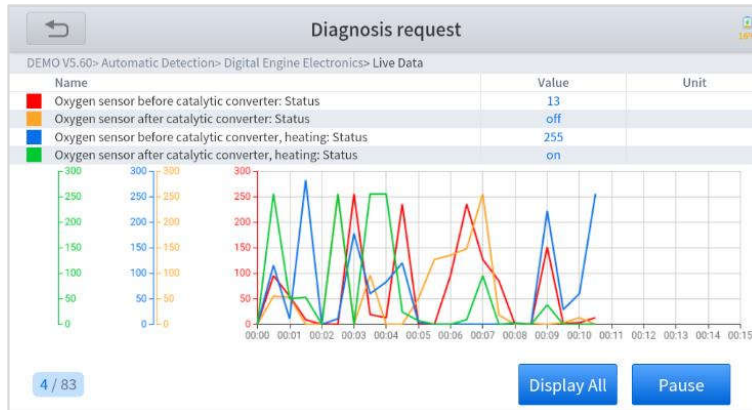 Diagnosis request
DEMO V5.60> Automatic Detection> Digital Engine Electronics> Live Data
Name Value Unit
Oxygen sensor before catalytic converter: Status 13
Oxygen sensor after catalytic converter: Status off
Oxygen sensor before catalytic converter, heating: Status 255
Oxygen sensor after catalytic converter, heating: Status on
300 300 300 300
250 250 250 250
200 200 200 200
150 150 150 150
100 100 100 100
50 50 50 50
0 0 0 0
00:00 00:01 00:02 00:03 00:04 00:05 00:06 00:07 00:08 00:09 00:10 00:11 00:12 00:13 00:14 00:15
4 / 83
Display All Pause